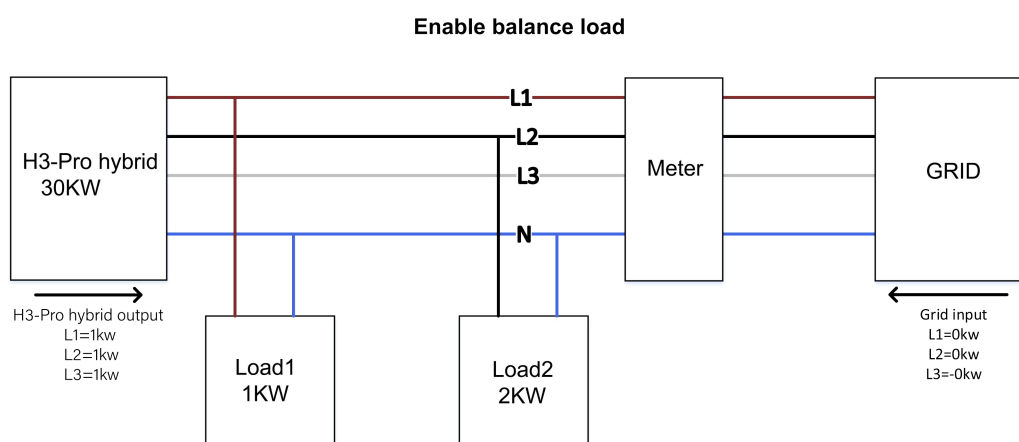 Enable balance load
L1
L2
L3
N
H3-Pro hybrid
30KW
Meter
GRID
H3-Pro hybrid output
L1=1kw
L2=1kw
L3=1kw
Load1
1KW
Load2
2KW
Grid input
L1=0kw
L2=0kw
L3=-0kw